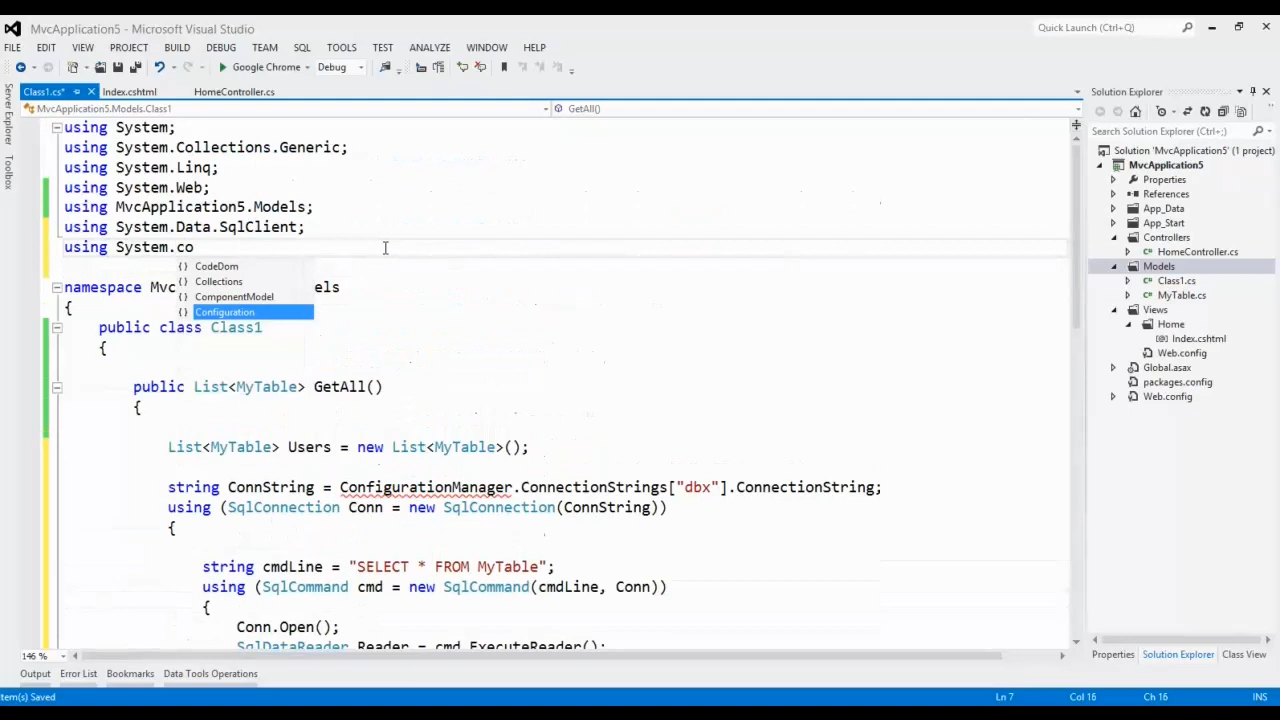 MvcApplication5 - Microsoft Visual Studio
Quick Launch (Ctrl+Q)
FILE EDIT VIEW PROJECT BUILD DEBUG TEAM SQL TOOLS TEST ANALYZE WINDOW HELP
Google Chrome Debug
Server Explorer
Toolbox
Class1.cs* Index.cshtml HomeController.cs
MvcApplication5.Models.Class1 GetAll()
using System;
using System.Collections.Generic;
using System.Linq;
using System.Web;
using MvcApplication5.Models;
using System.Data.SqlClient;
using System.co
CodeDom
Collections
ComponentModel
Configuration
namespace Mvc els
{
public class Class1
{
public List<MyTable> GetAll()
{
List<MyTable> Users = new List<MyTable>();
string ConnString = ConfigurationManager.ConnectionStrings["dbx"].ConnectionString;
using (SqlConnection Conn = new SqlConnection(ConnString))
{
string cmdLine = "SELECT * FROM MyTable";
using (SqlCommand cmd = new SqlCommand(cmdLine, Conn))
{
Conn.Open();
SqlDataReader Reader = cmd.ExecuteReader();
146 %
Solution Explorer
Search Solution Explorer (Ctrl+;)
Solution 'MvcApplication5' (1 project)
MvcApplication5
Properties
References
App_Data
App_Start
Controllers
HomeController.cs
Models
Class1.cs
MyTable.cs
Views
Home
Index.cshtml
Web.config
Global.asax
packages.config
Web.config
Properties Solution Explorer Class View
Output Error List Bookmarks Data Tools Operations
tem(s) Saved Ln 7 Col 16 Ch 16 INS